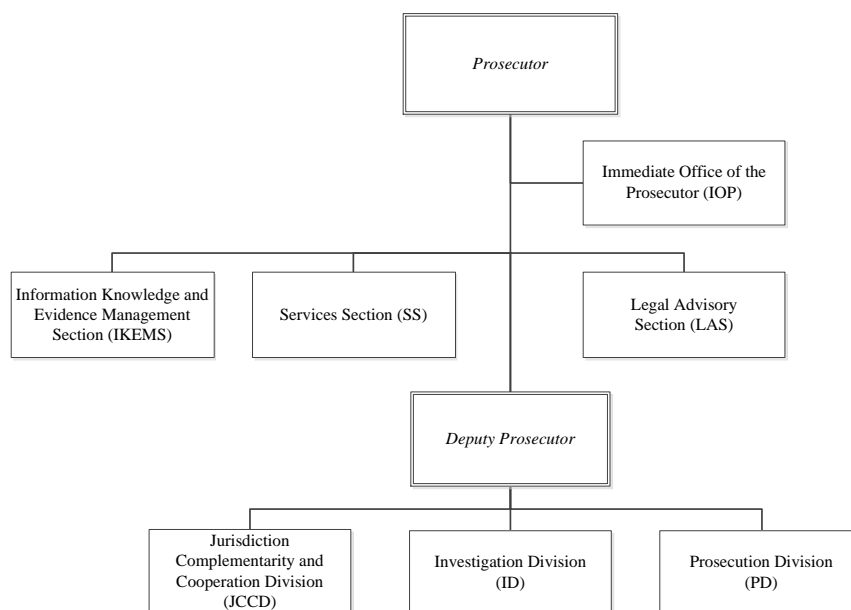 Prosecutor
Immediate Office of the
Prosecutor (IOP)
Information Knowledge and
Evidence Management
Section (IKEMS)
Services Section (SS)
Legal Advisory
Section (LAS)
Deputy Prosecutor
Jurisdiction
Complementarity and
Cooperation Division
(JCCD)
Investigation Division
(ID)
Prosecution Division
(PD)